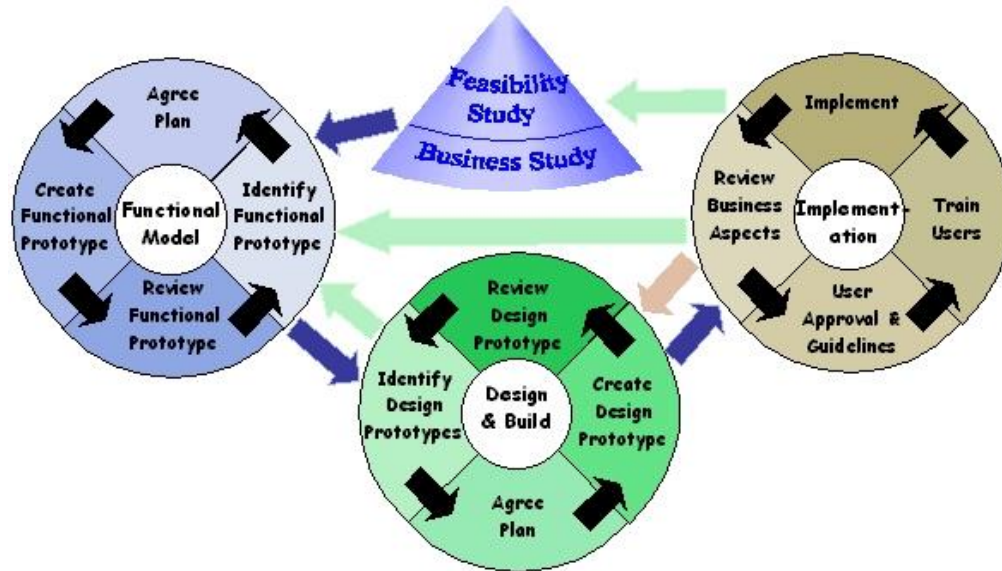 Feasibility
Study
Business Study
Agree
Plan
Create
Functional
Prototype
Functional
Model
Identify
Functional
Prototype
Review
Functional
Prototype
Review
Design
Prototype
Identify
Design
Prototypes
Design
& Build
Create
Design
Prototype
Agree
Plan
Implement
Review
Business
Aspects
Implement-
ation
Train
Users
User
Approval &
Guidelines